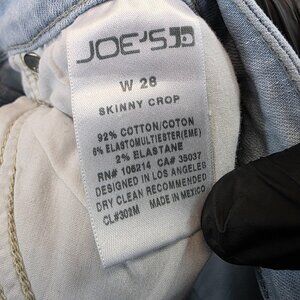 JOE'S JD
W 28
SKINNY CROP
92% COTTON/COTON
6% ELASTOMULTIESTER(EME)
2% ELASTANE
RN# 106214 CA# 35037
DESIGNED IN LOS ANGELES
DRY CLEAN RECOMMENDED
CL#302M MADE IN MEXICO